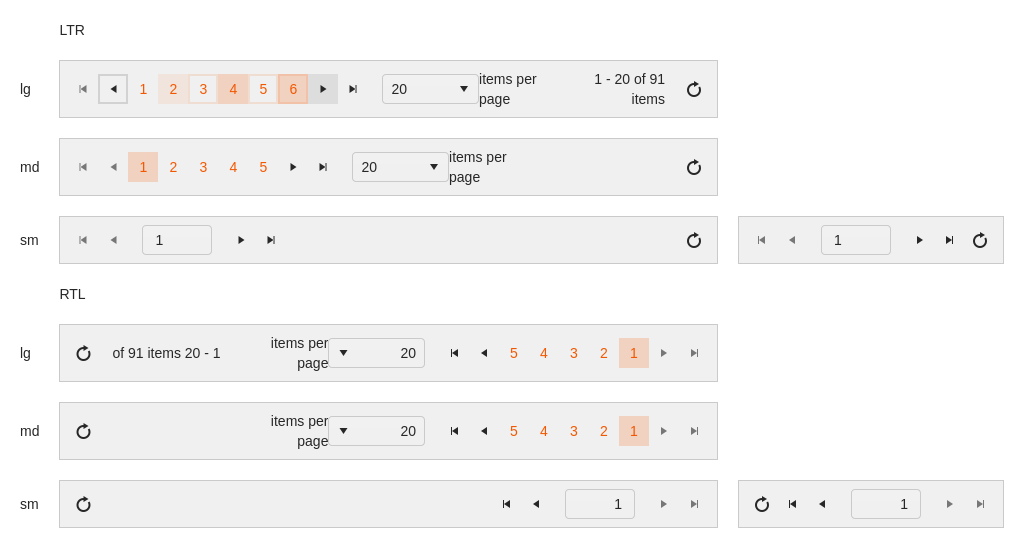 LTR
lg 1 2 3 4 5 6 20 items per page 1 - 20 of 91 items
md 1 2 3 4 5 20 items per page
sm 1 1
RTL
lg of 91 items 20 - 1 items per page 20 5 4 3 2 1
md items per page 20 5 4 3 2 1
sm 1 1